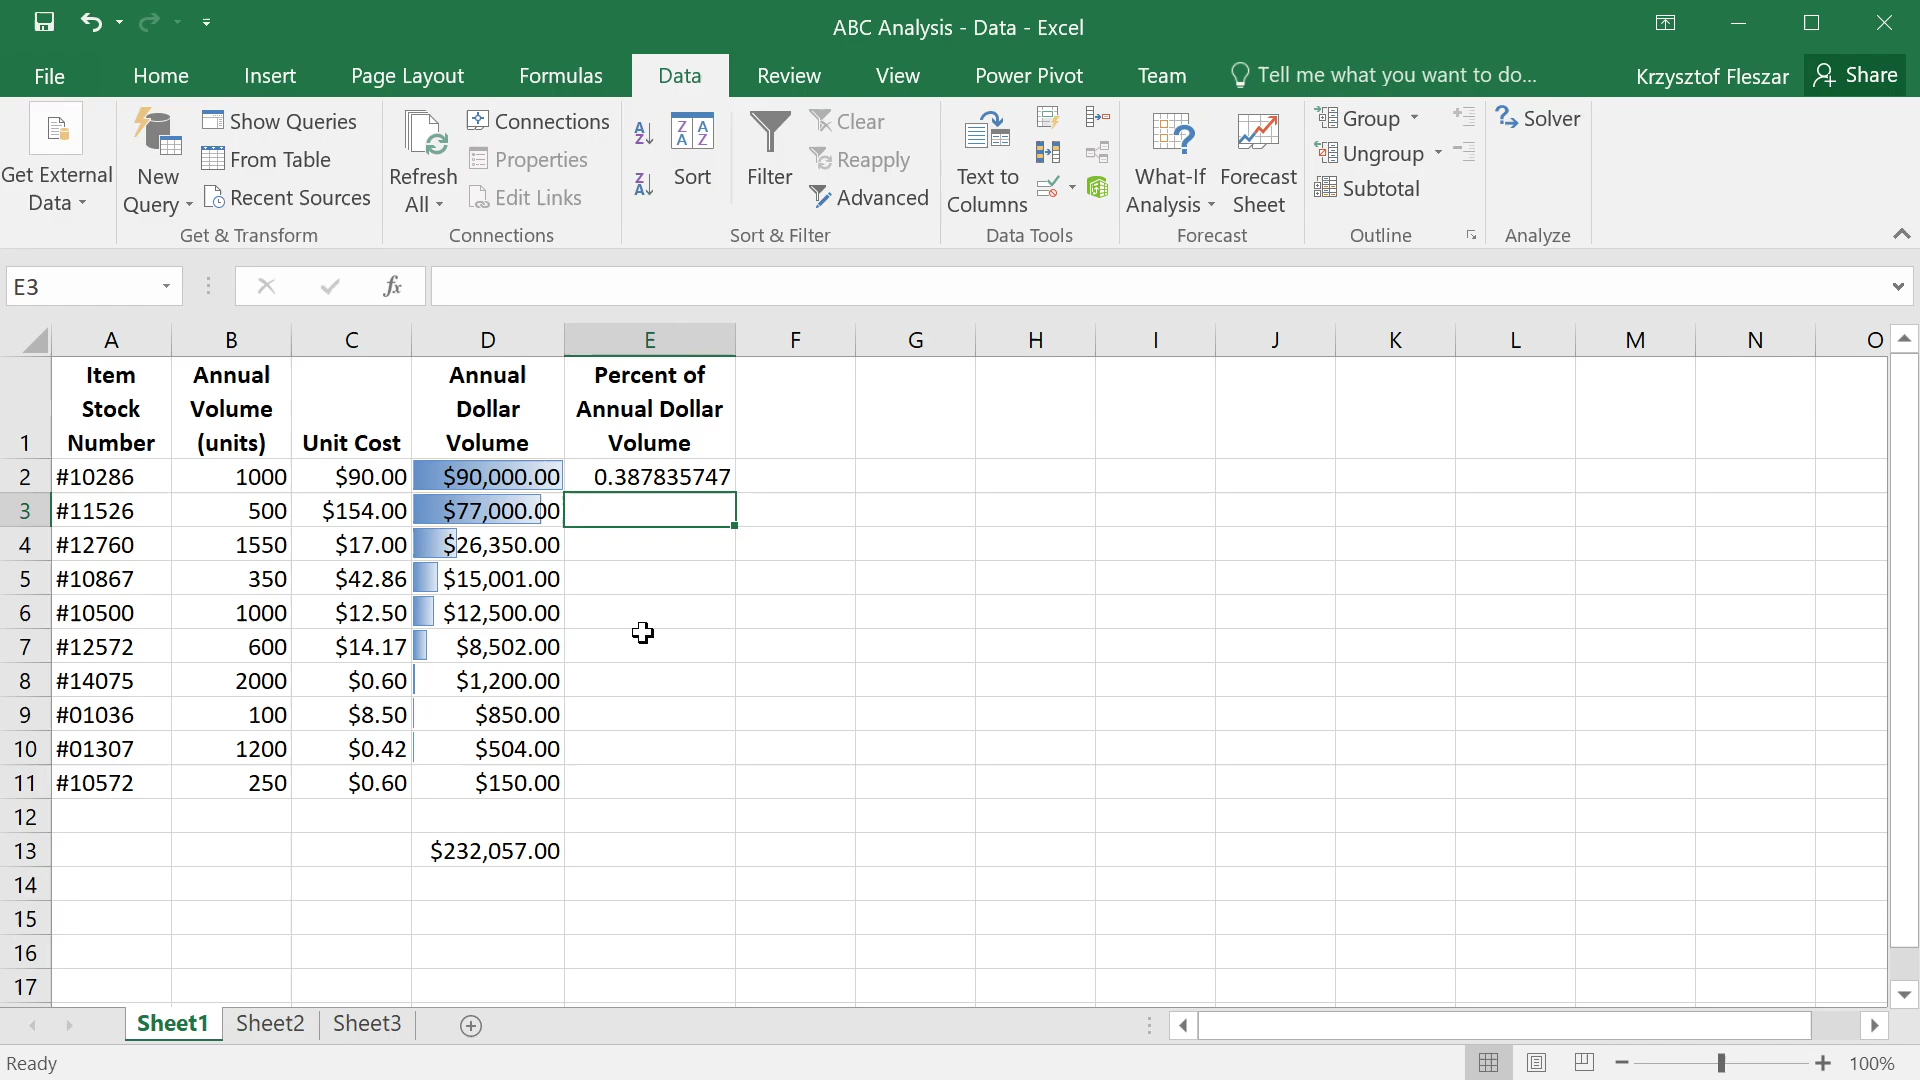 ABC Analysis - Data - Excel
File Home Insert Page Layout Formulas Data Review View Power Pivot Team Tell me what you want to do... Krzysztof Fleszar Share
Get External Data
New Query
Show Queries
From Table
Recent Sources
Get & Transform
Refresh All
Connections
Properties
Edit Links
Connections
Sort
Filter
Clear
Reapply
Advanced
Sort & Filter
Text to Columns
Data Tools
What-If Analysis
Forecast Sheet
Forecast
Group
Ungroup
Subtotal
Outline
Solver
Analyze
E3 fx
A B C D E F G H I J K L M N O
1 Item Stock Number Annual Volume (units) Unit Cost Annual Dollar Volume Percent of Annual Dollar Volume
2 #10286 1000 $90.00 $90,000.00 0.387835747
3 #11526 500 $154.00 $77,000.00
4 #12760 1550 $17.00 $26,350.00
5 #10867 350 $42.86 $15,001.00
6 #10500 1000 $12.50 $12,500.00
7 #12572 600 $14.17 $8,502.00
8 #14075 2000 $0.60 $1,200.00
9 #01036 100 $8.50 $850.00
10 #01307 1200 $0.42 $504.00
11 #10572 250 $0.60 $150.00
12
13 $232,057.00
14
15
16
17
Sheet1 Sheet2 Sheet3
Ready 100%